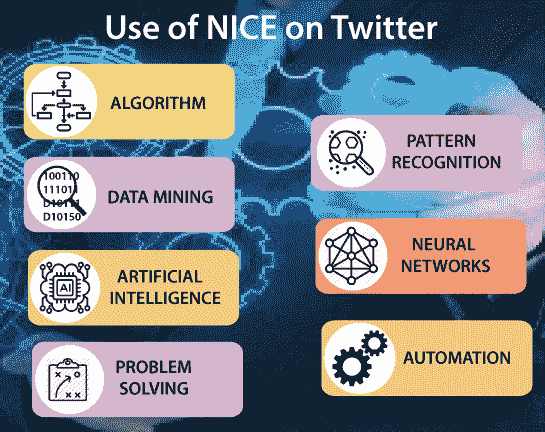 Use of NICE on Twitter
ALGORITHM
100110
11101
D10111
D10150
DATA MINING
AI
ARTIFICIAL
INTELLIGENCE
PROBLEM
SOLVING
PATTERN
RECOGNITION
NEURAL
NETWORKS
AUTOMATION